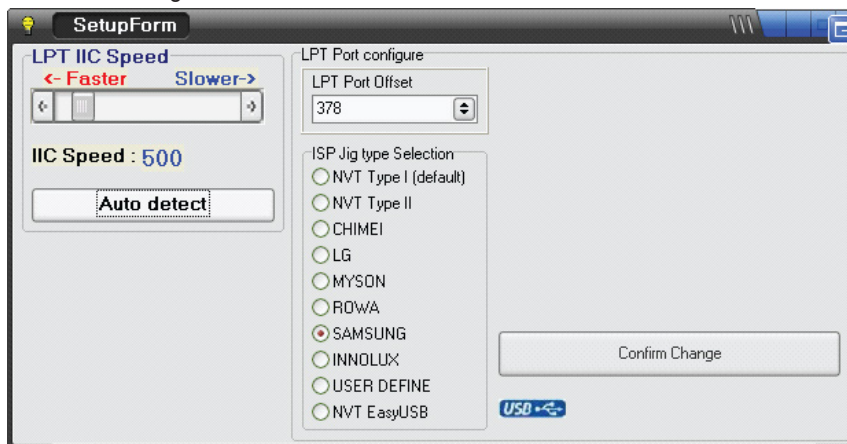 SetupForm
LPT IIC Speed
<- Faster Slower->
IIC Speed : 500
Auto detect
LPT Port configure
LPT Port Offset
378
ISP Jig type Selection
NVT Type I (default)
NVT Type II
CHIMEI
LG
MYSON
ROWA
SAMSUNG
INNOLUX
USER DEFINE
NVT EasyUSB
Confirm Change
USB